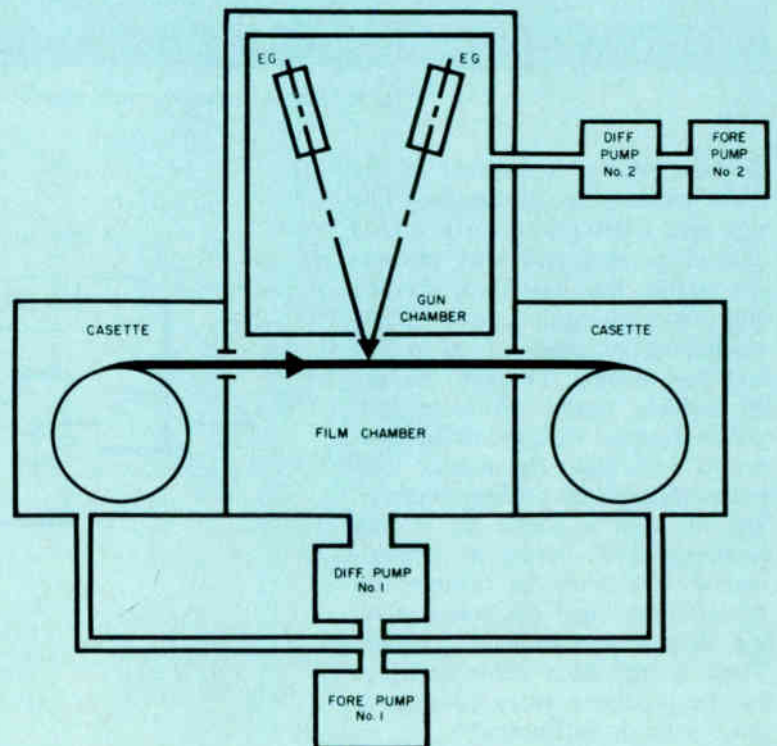 EG
EG
DIFF
PUMP
No. 2
FORE
PUMP
No 2
GUN
CHAMBER
CASETTE
CASETTE
FILM CHAMBER
DIFF. PUMP
No. 1
FORE PUMP
No. 1